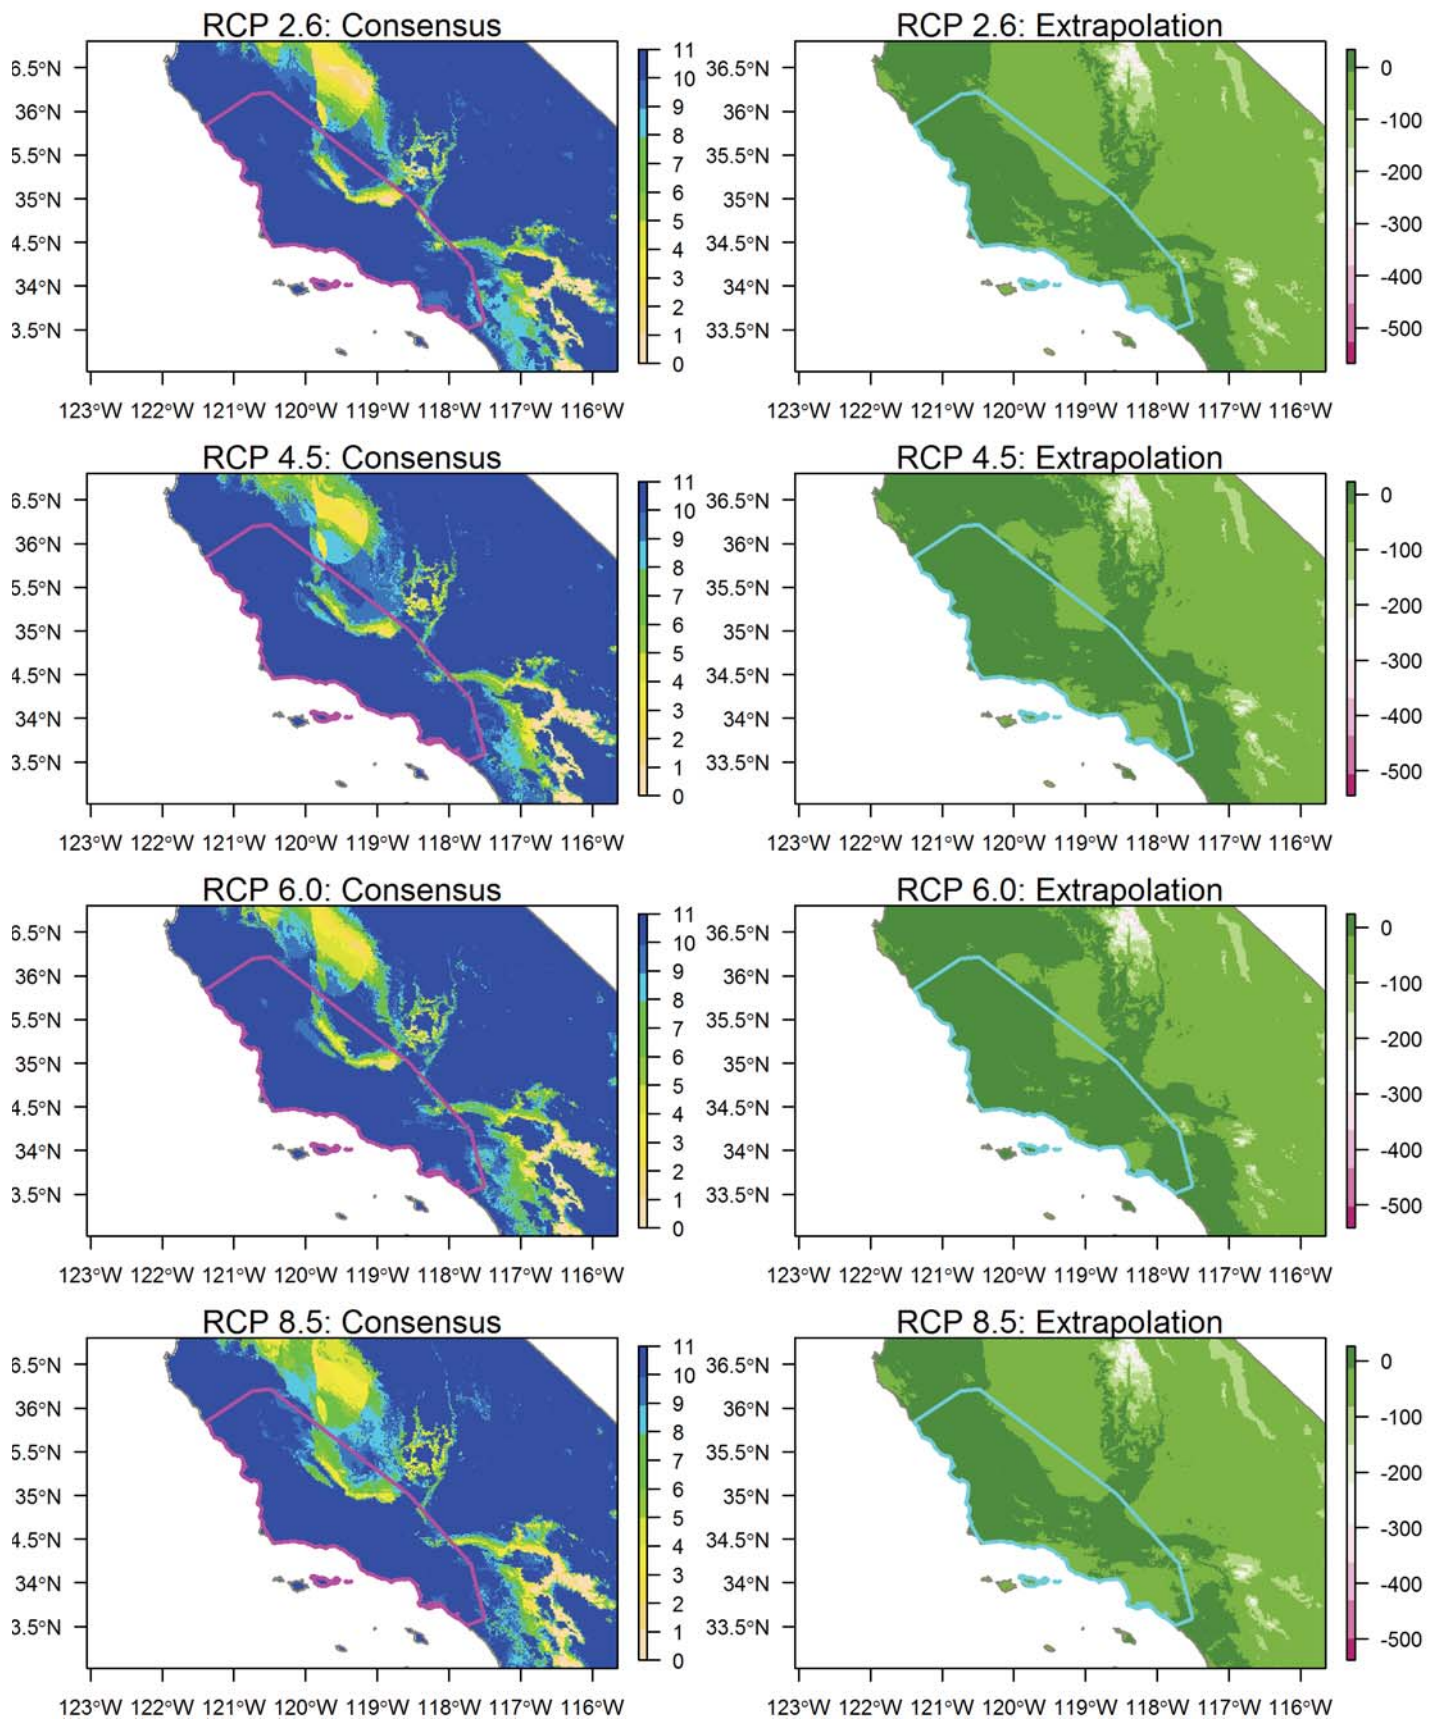 RCP 2.6: Consensus
6.5°N
36°N
5.5°N
35°N
4.5°N
34°N
3.5°N
123°W 122°W 121°W 120°W 119°W 118°W 117°W 116°W
11
10
9
8
7
6
5
4
3
2
1
0
RCP 2.6: Extrapolation
36.5°N
36°N
35.5°N
35°N
34.5°N
34°N
33.5°N
123°W 122°W 121°W 120°W 119°W 118°W 117°W 116°W
0
-100
-200
-300
-400
-500
RCP 4.5: Consensus
6.5°N
36°N
5.5°N
35°N
4.5°N
34°N
3.5°N
123°W 122°W 121°W 120°W 119°W 118°W 117°W 116°W
11
10
9
8
7
6
5
4
3
2
1
0
RCP 4.5: Extrapolation
36.5°N
36°N
35.5°N
35°N
34.5°N
34°N
33.5°N
123°W 122°W 121°W 120°W 119°W 118°W 117°W 116°W
0
-100
-200
-300
-400
-500
RCP 6.0: Consensus
6.5°N
36°N
5.5°N
35°N
4.5°N
34°N
3.5°N
123°W 122°W 121°W 120°W 119°W 118°W 117°W 116°W
11
10
9
8
7
6
5
4
3
2
1
0
RCP 6.0: Extrapolation
36.5°N
36°N
35.5°N
35°N
34.5°N
34°N
33.5°N
123°W 122°W 121°W 120°W 119°W 118°W 117°W 116°W
0
-100
-200
-300
-400
-500
RCP 8.5: Consensus
6.5°N
36°N
5.5°N
35°N
4.5°N
34°N
3.5°N
123°W 122°W 121°W 120°W 119°W 118°W 117°W 116°W
11
10
9
8
7
6
5
4
3
2
1
0
RCP 8.5: Extrapolation
36.5°N
36°N
35.5°N
35°N
34.5°N
34°N
33.5°N
123°W 122°W 121°W 120°W 119°W 118°W 117°W 116°W
0
-100
-200
-300
-400
-500